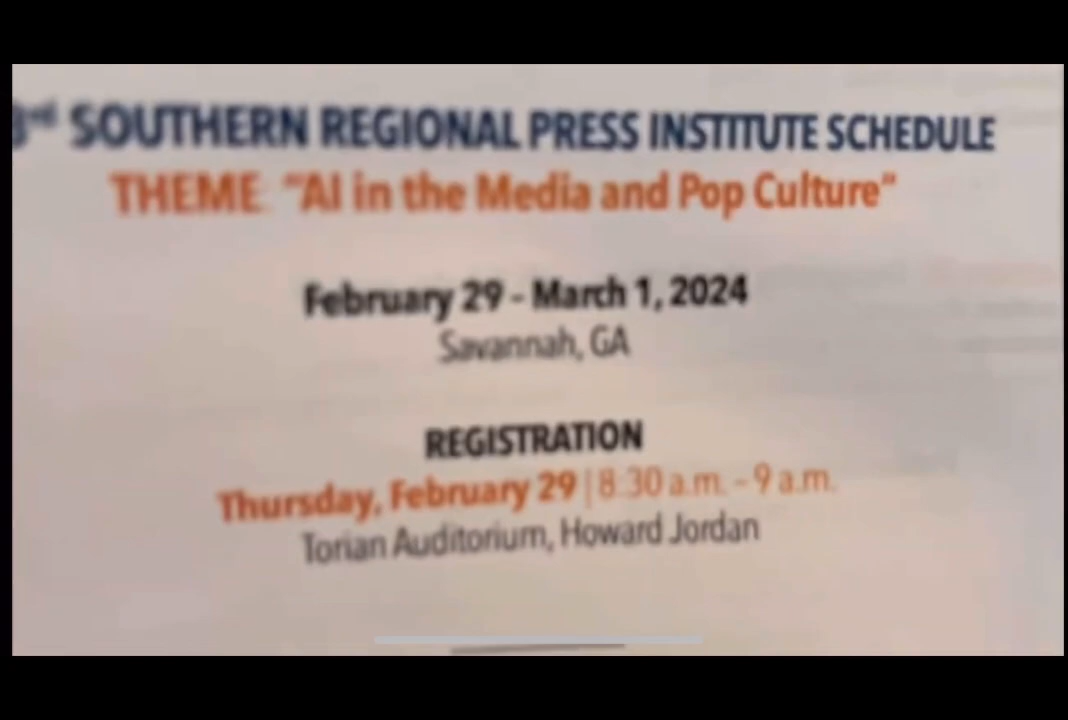 3rd SOUTHERN REGIONAL PRESS INSTITUTE SCHEDULE
THEME "AI in the Media and Pop Culture"
February 29 - March 1, 2024
Savannah, GA
REGISTRATION
Thursday, February 29 | 8:30 a.m. - 9 a.m.
Torian Auditorium, Howard Jordan